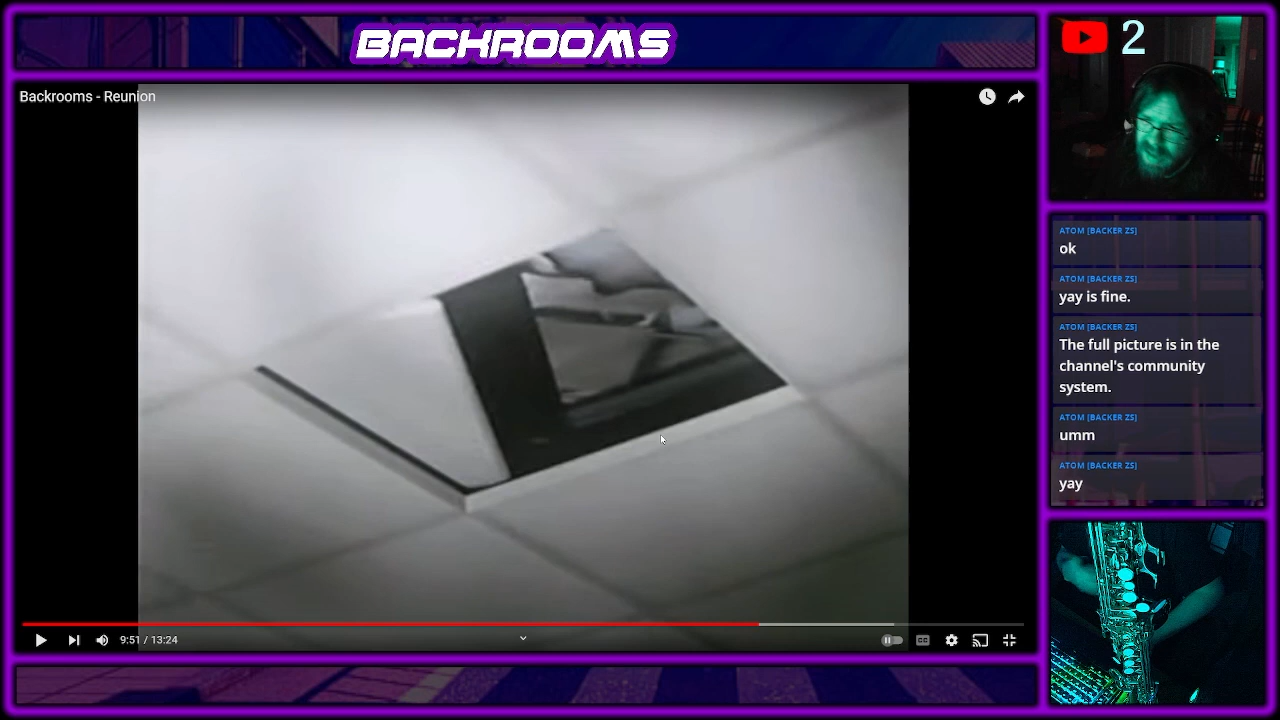 BACKROOMS
2
Backrooms - Reunion
ATOM [BACKER ZS]
ok
ATOM [BACKER ZS]
yay is fine.
ATOM [BACKER ZS]
The full picture is in the
channel's community
system.
ATOM [BACKER ZS]
umm
ATOM [BACKER ZS]
yay
9:51 / 13:24